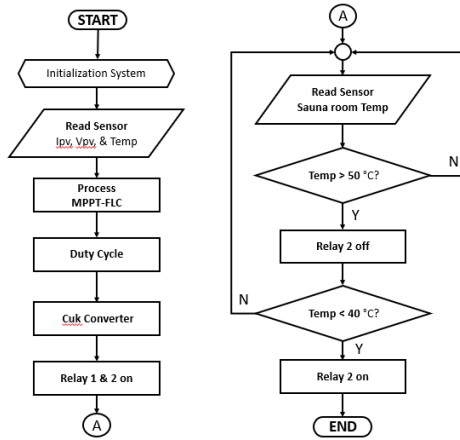 START
Initialization System
Read Sensor
Ipv, Vpv, & Temp
Process
MPPT-FLC
Duty Cycle
Cuk Converter
Relay 1 & 2 on
A
A
Read Sensor
Sauna room Temp
Temp > 50 °C?
N
Y
Relay 2 off
N
Temp < 40 °C?
Y
Relay 2 on
END